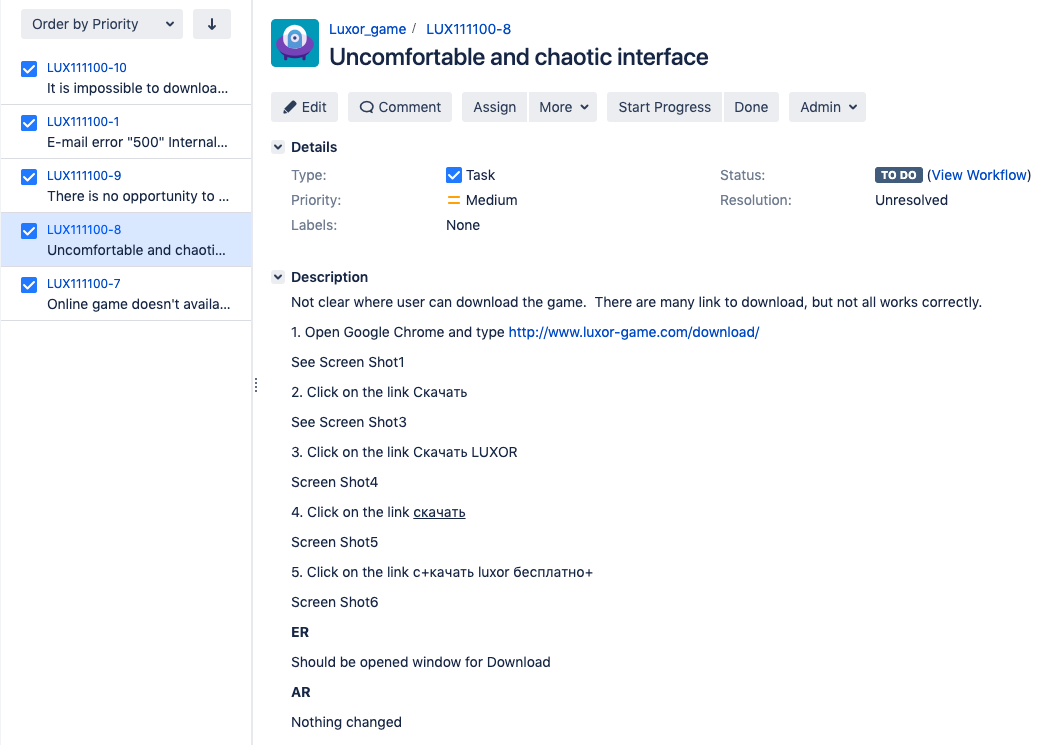 Order by Priority
LUX111100-10
It is impossible to downloa...
LUX111100-1
E-mail error "500" Internal...
LUX111100-9
There is no opportunity to ...
LUX111100-8
Uncomfortable and chaoti...
LUX111100-7
Online game doesn't availa...
Luxor_game / LUX111100-8
Uncomfortable and chaotic interface
Edit Comment Assign More Start Progress Done Admin
Details
Type: Task Status: TO DO (View Workflow)
Priority: Medium Resolution: Unresolved
Labels: None
Description
Not clear where user can download the game.  There are many link to download, but not all works correctly.
1. Open Google Chrome and type http://www.luxor-game.com/download/
See Screen Shot1
2. Click on the link Скачать
See Screen Shot3
3. Click on the link Скачать LUXOR
Screen Shot4
4. Click on the link скачать
Screen Shot5
5. Click on the link с+качать luxor бесплатно+
Screen Shot6
ER
Should be opened window for Download
AR
Nothing changed